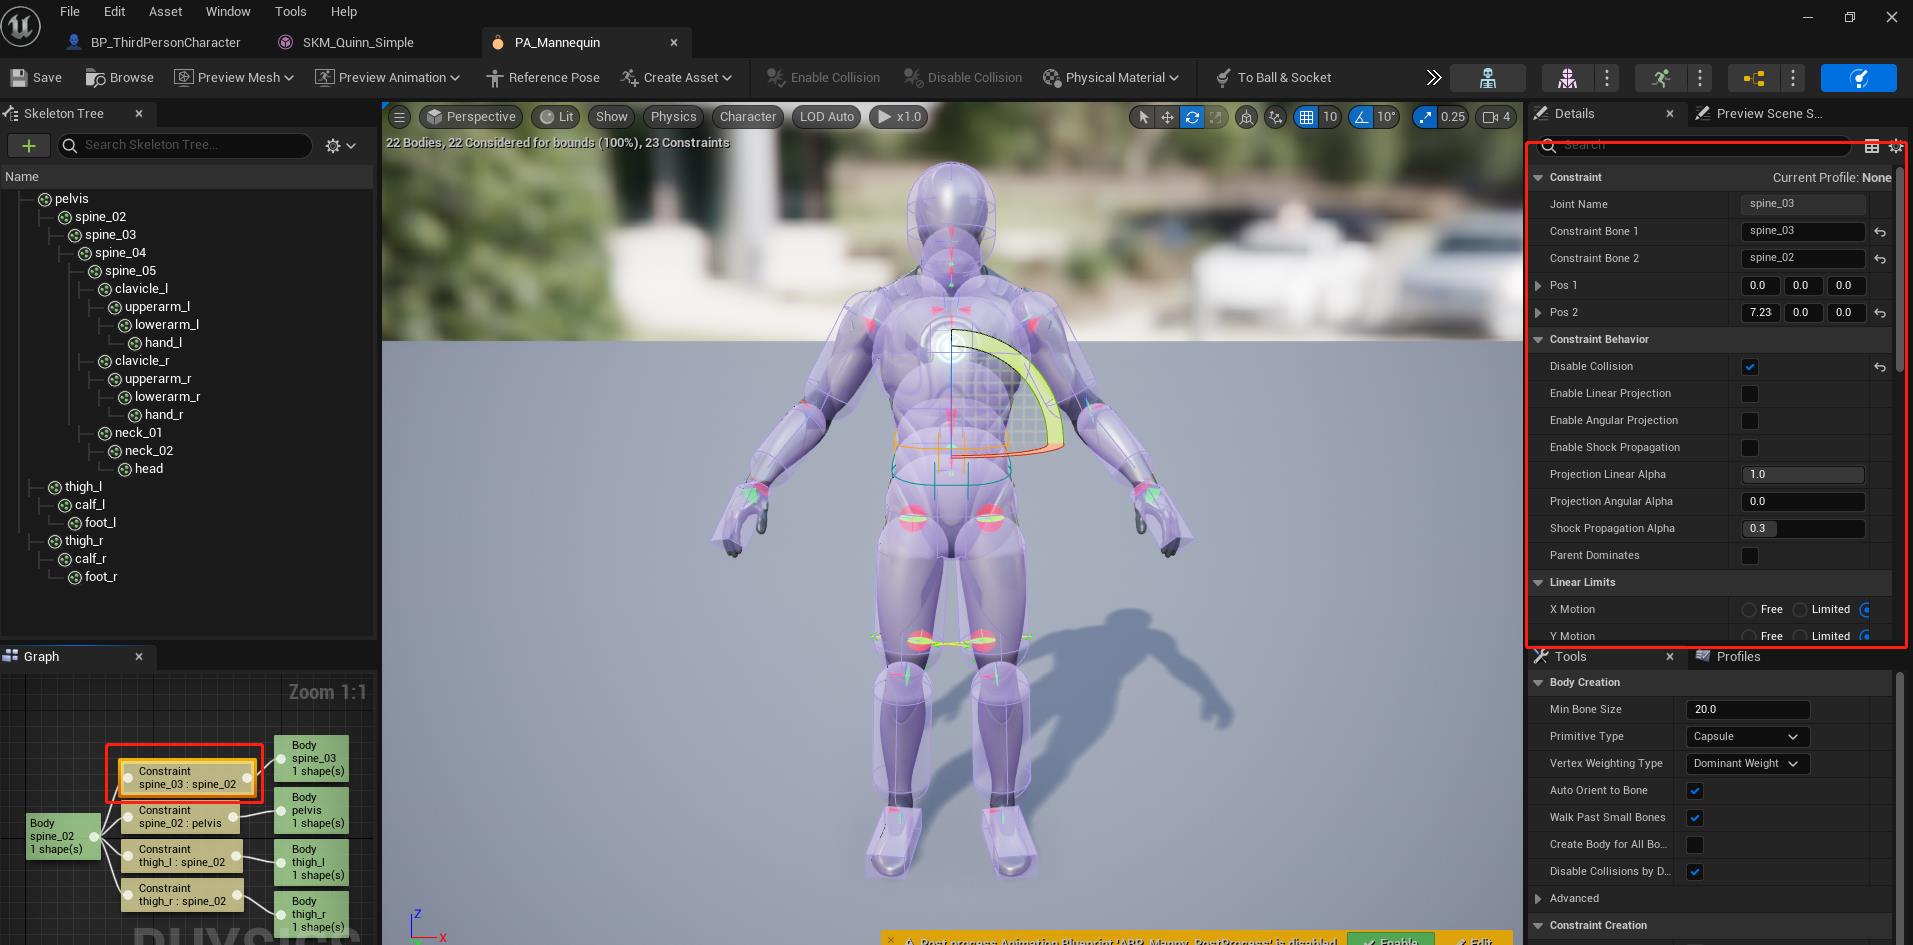 File Edit Asset Window Tools Help
BP_ThirdPersonCharacter SKM_Quinn_Simple PA_Mannequin
Save Browse Preview Mesh Preview Animation Reference Pose Create Asset Enable Collision Disable Collision Physical Material To Ball & Socket
Skeleton Tree
Search Skeleton Tree...
Name
pelvis
spine_02
spine_03
spine_04
spine_05
clavicle_l
upperarm_l
lowerarm_l
hand_l
clavicle_r
upperarm_r
lowerarm_r
hand_r
neck_01
neck_02
head
thigh_l
calf_l
foot_l
thigh_r
calf_r
foot_r
Graph
Zoom 1:1
Body
spine_02
1 shape(s)
Constraint
spine_03 : spine_02
Constraint
spine_02 : pelvis
Constraint
thigh_l : spine_02
Constraint
thigh_r : spine_02
Body
spine_03
1 shape(s)
Body
pelvis
1 shape(s)
Body
thigh_l
1 shape(s)
Body
thigh_r
1 shape(s)
PHYSICS
Perspective Lit Show Physics Character LOD Auto x1.0 10 10° 0.25 4
22 Bodies, 22 Considered for bounds (100%), 23 Constraints
Z
X
Post process Animation Blueprint 'ABP_Manny_PostProcess' is disabled. Enable Edit
Details Preview Scene S...
Search
Constraint Current Profile: None
Joint Name spine_03
Constraint Bone 1 spine_03
Constraint Bone 2 spine_02
Pos 1 0.0 0.0 0.0
Pos 2 7.23 0.0 0.0
Constraint Behavior
Disable Collision
Enable Linear Projection
Enable Angular Projection
Enable Shock Propagation
Projection Linear Alpha 1.0
Projection Angular Alpha 0.0
Shock Propagation Alpha 0.3
Parent Dominates
Linear Limits
X Motion Free Limited
Y Motion Free Limited
Tools Profiles
Body Creation
Min Bone Size 20.0
Primitive Type Capsule
Vertex Weighting Type Dominant Weight
Auto Orient to Bone
Walk Past Small Bones
Create Body for All Bo...
Disable Collisions by D...
Advanced
Constraint Creation